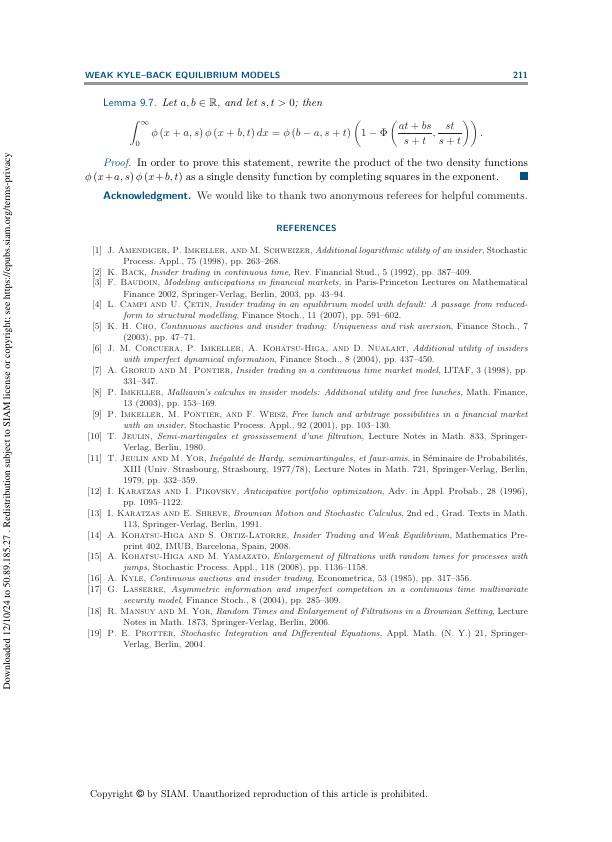 WEAK KYLE–BACK EQUILIBRIUM MODELS 211
Lemma 9.7. Let a, b ∈ ℝ, and let s, t > 0; then
∫₀^∞ ϕ (x + a, s) ϕ (x + b, t) dx = ϕ (b − a, s + t) (1 − Φ ((at + bs)/(s + t), st/(s + t))).
Proof. In order to prove this statement, rewrite the product of the two density functions
ϕ (x+a, s) ϕ (x+b, t) as a single density function by completing squares in the exponent. ■
Acknowledgment. We would like to thank two anonymous referees for helpful comments.
REFERENCES
[1] J. Amendiger, P. Imkeller, and M. Schweizer, Additional logarithmic utility of an insider, Stochastic
Process. Appl., 75 (1998), pp. 263–268.
[2] K. Back, Insider trading in continuous time, Rev. Financial Stud., 5 (1992), pp. 387–409.
[3] F. Baudoin, Modeling anticipations in financial markets, in Paris-Princeton Lectures on Mathematical
Finance 2002, Springer-Verlag, Berlin, 2003, pp. 43–94.
[4] L. Campi and U. Çetin, Insider trading in an equilibrium model with default: A passage from reduced-
form to structural modelling, Finance Stoch., 11 (2007), pp. 591–602.
[5] K. H. Cho, Continuous auctions and insider trading: Uniqueness and risk aversion, Finance Stoch., 7
(2003), pp. 47–71.
[6] J. M. Corcuera, P. Imkeller, A. Kohatsu-Higa, and D. Nualart, Additional utility of insiders
with imperfect dynamical information, Finance Stoch., 8 (2004), pp. 437–450.
[7] A. Grorud and M. Pontier, Insider trading in a continuous time market model, IJTAF, 3 (1998), pp.
331–347.
[8] P. Imkeller, Malliavin's calculus in insider models: Additional utility and free lunches, Math. Finance,
13 (2003), pp. 153–169.
[9] P. Imkeller, M. Pontier, and F. Weisz, Free lunch and arbitrage possibilities in a financial market
with an insider, Stochastic Process. Appl., 92 (2001), pp. 103–130.
[10] T. Jeulin, Semi-martingales et grossissement d'une filtration, Lecture Notes in Math. 833, Springer-
Verlag, Berlin, 1980.
[11] T. Jeulin and M. Yor, Inégalité de Hardy, semimartingales, et faux-amis, in Séminaire de Probabilités,
XIII (Univ. Strasbourg, Strasbourg, 1977/78), Lecture Notes in Math. 721, Springer-Verlag, Berlin,
1979, pp. 332–359.
[12] I. Karatzas and I. Pikovsky, Anticipative portfolio optimization, Adv. in Appl. Probab., 28 (1996),
pp. 1095–1122.
[13] I. Karatzas and E. Shreve, Brownian Motion and Stochastic Calculus, 2nd ed., Grad. Texts in Math.
113, Springer-Verlag, Berlin, 1991.
[14] A. Kohatsu-Higa and S. Ortiz-Latorre, Insider Trading and Weak Equilibrium, Mathematics Pre-
print 402, IMUB, Barcelona, Spain, 2008.
[15] A. Kohatsu-Higa and M. Yamazato, Enlargement of filtrations with random times for processes with
jumps, Stochastic Process. Appl., 118 (2008), pp. 1136–1158.
[16] A. Kyle, Continuous auctions and insider trading, Econometrica, 53 (1985), pp. 317–356.
[17] G. Lasserre, Asymmetric information and imperfect competition in a continuous time multivariate
security model, Finance Stoch., 8 (2004), pp. 285–309.
[18] R. Mansuy and M. Yor, Random Times and Enlargement of Filtrations in a Brownian Setting, Lecture
Notes in Math. 1873, Springer-Verlag, Berlin, 2006.
[19] P. E. Protter, Stochastic Integration and Differential Equations, Appl. Math. (N. Y.) 21, Springer-
Verlag, Berlin, 2004.
Copyright © by SIAM. Unauthorized reproduction of this article is prohibited.
Downloaded 12/10/24 to 50.89.185.27 . Redistribution subject to SIAM license or copyright; see https://epubs.siam.org/terms-privacy